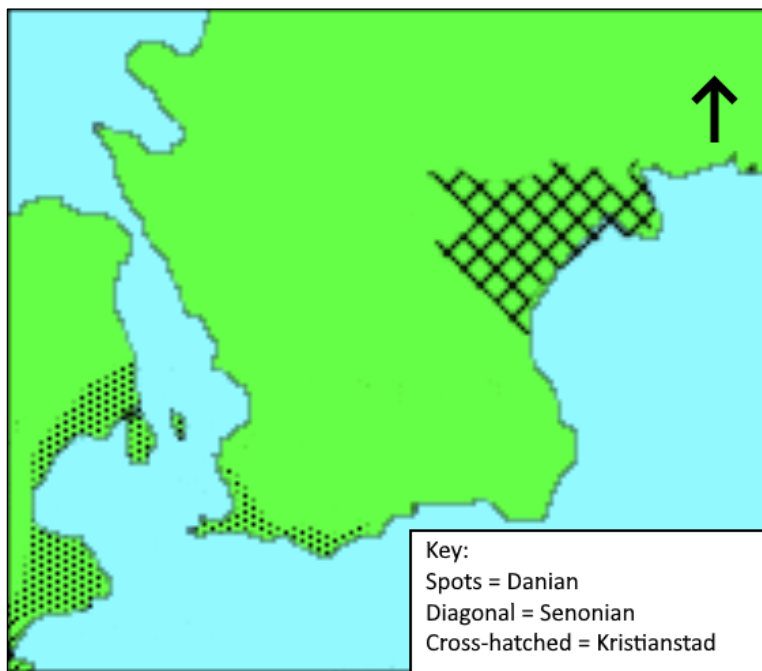 Key:
Spots = Danian
Diagonal = Senonian
Cross-hatched = Kristianstad